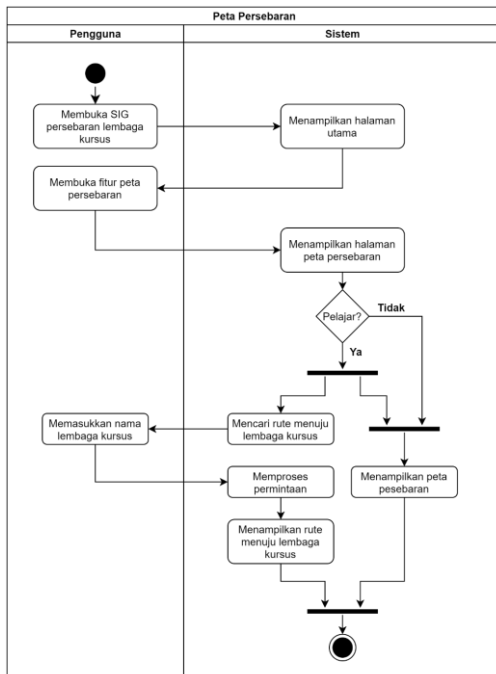 Peta Persebaran
Pengguna
Sistem
Membuka SIG
persebaran lembaga
kursus
Menampilkan halaman
utama
Membuka fitur peta
persebaran
Menampilkan halaman
peta persebaran
Pelajar?
Tidak
Ya
Memasukkan nama
lembaga kursus
Mencari rute menuju
lembaga kursus
Memproses
permintaan
Menampilkan peta
pesebaran
Menampilkan rute
menuju lembaga
kursus